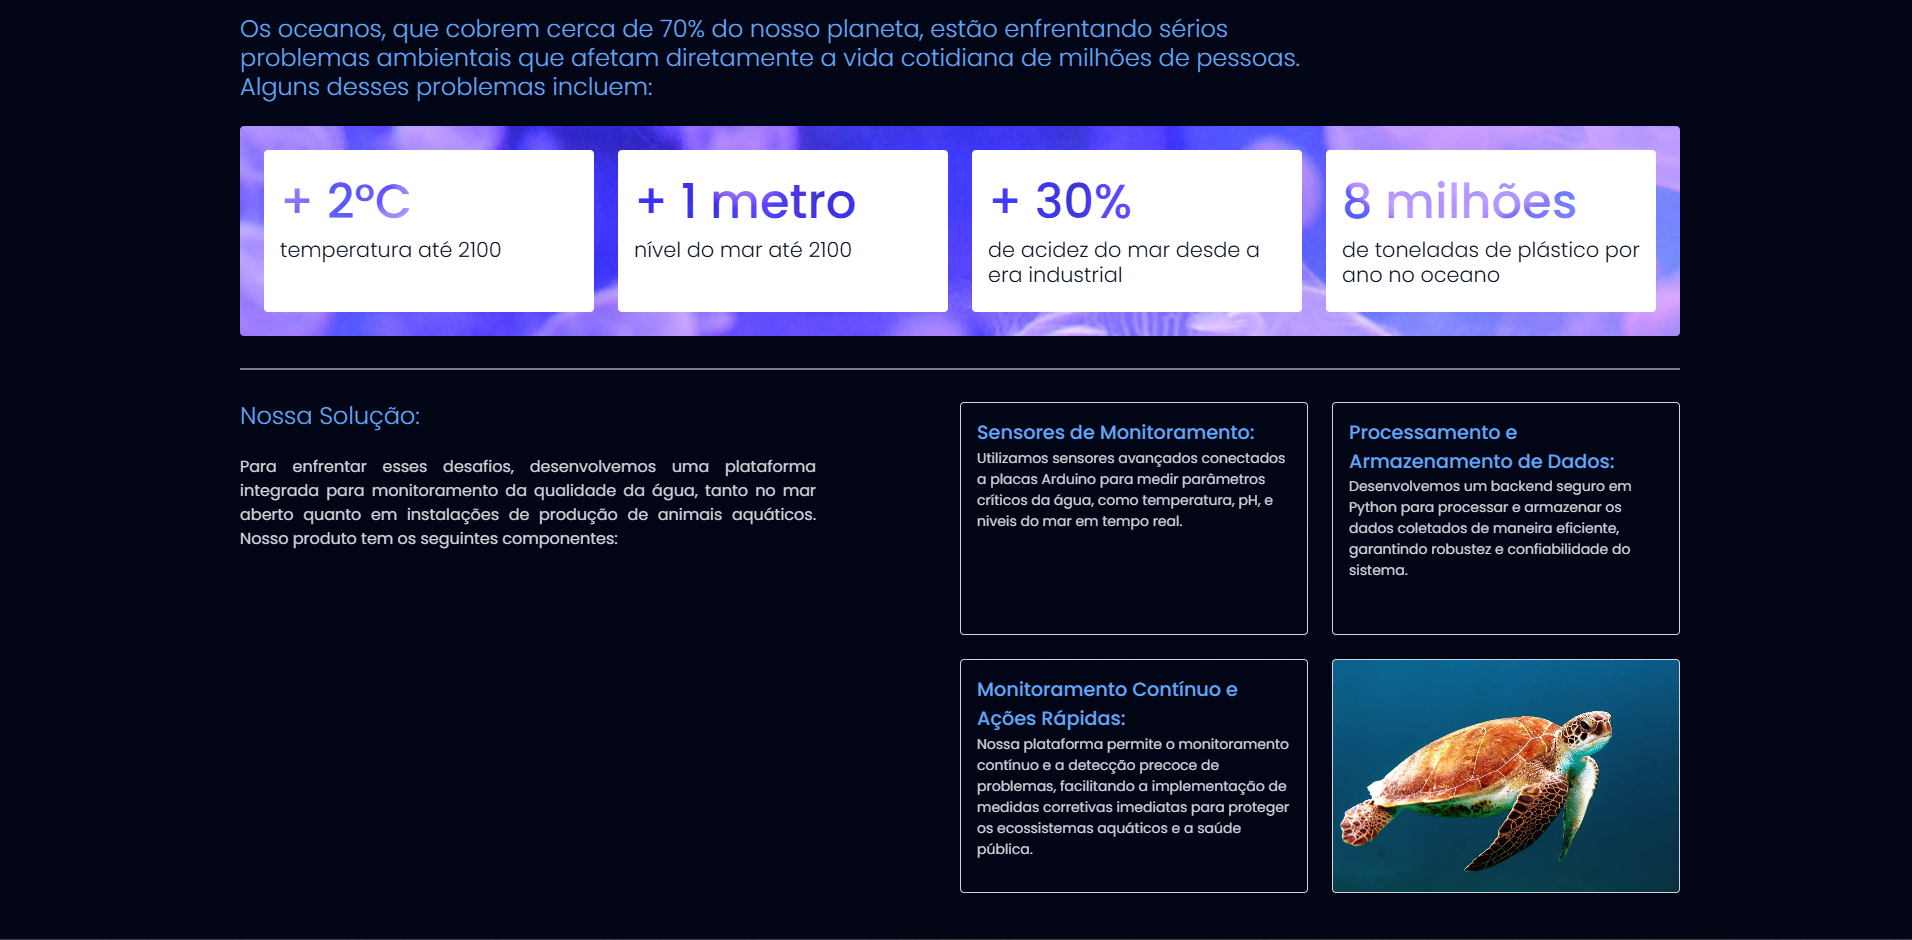 Os oceanos, que cobrem cerca de 70% do nosso planeta, estão enfrentando sérios
problemas ambientais que afetam diretamente a vida cotidiana de milhões de pessoas.
Alguns desses problemas incluem:
+ 2°C
temperatura até 2100
+ 1 metro
nível do mar até 2100
+ 30%
de acidez do mar desde a
era industrial
8 milhões
de toneladas de plástico por
ano no oceano
Nossa Solução:
Para enfrentar esses desafios, desenvolvemos uma plataforma
integrada para monitoramento da qualidade da água, tanto no mar
aberto quanto em instalações de produção de animais aquáticos.
Nosso produto tem os seguintes componentes:
Sensores de Monitoramento:
Utilizamos sensores avançados conectados
a placas Arduino para medir parâmetros
críticos da água, como temperatura, pH, e
niveis do mar em tempo real.
Processamento e
Armazenamento de Dados:
Desenvolvemos um backend seguro em
Python para processar e armazenar os
dados coletados de maneira eficiente,
garantindo robustez e confiabilidade do
sistema.
Monitoramento Contínuo e
Ações Rápidas:
Nossa plataforma permite o monitoramento
contínuo e a detecção precoce de
problemas, facilitando a implementação de
medidas corretivas imediatas para proteger
os ecossistemas aquáticos e a saúde
pública.